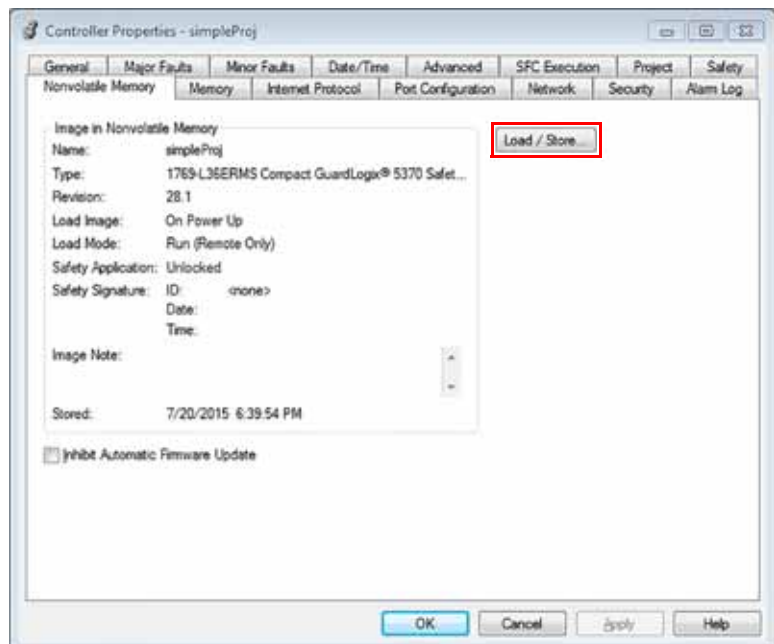 Controller Properties - simpleProj
General Major Faults Minor Faults Date/Time Advanced SFC Execution Project Safety
Nonvolatile Memory Memory Internet Protocol Port Configuration Network Security Alarm Log
Image in Nonvolatile Memory
Load / Store...
Name: simpleProj
Type: 1769-L36ERMS Compact GuardLogix® 5370 Safet...
Revision: 28.1
Load Image: On Power Up
Load Mode: Run (Remote Only)
Safety Application: Unlocked
Safety Signature: ID: <none>
Date:
Time:
Image Note:
Stored: 7/20/2015 6:39:54 PM
Inhibit Automatic Firmware Update
OK Cancel Apply Help